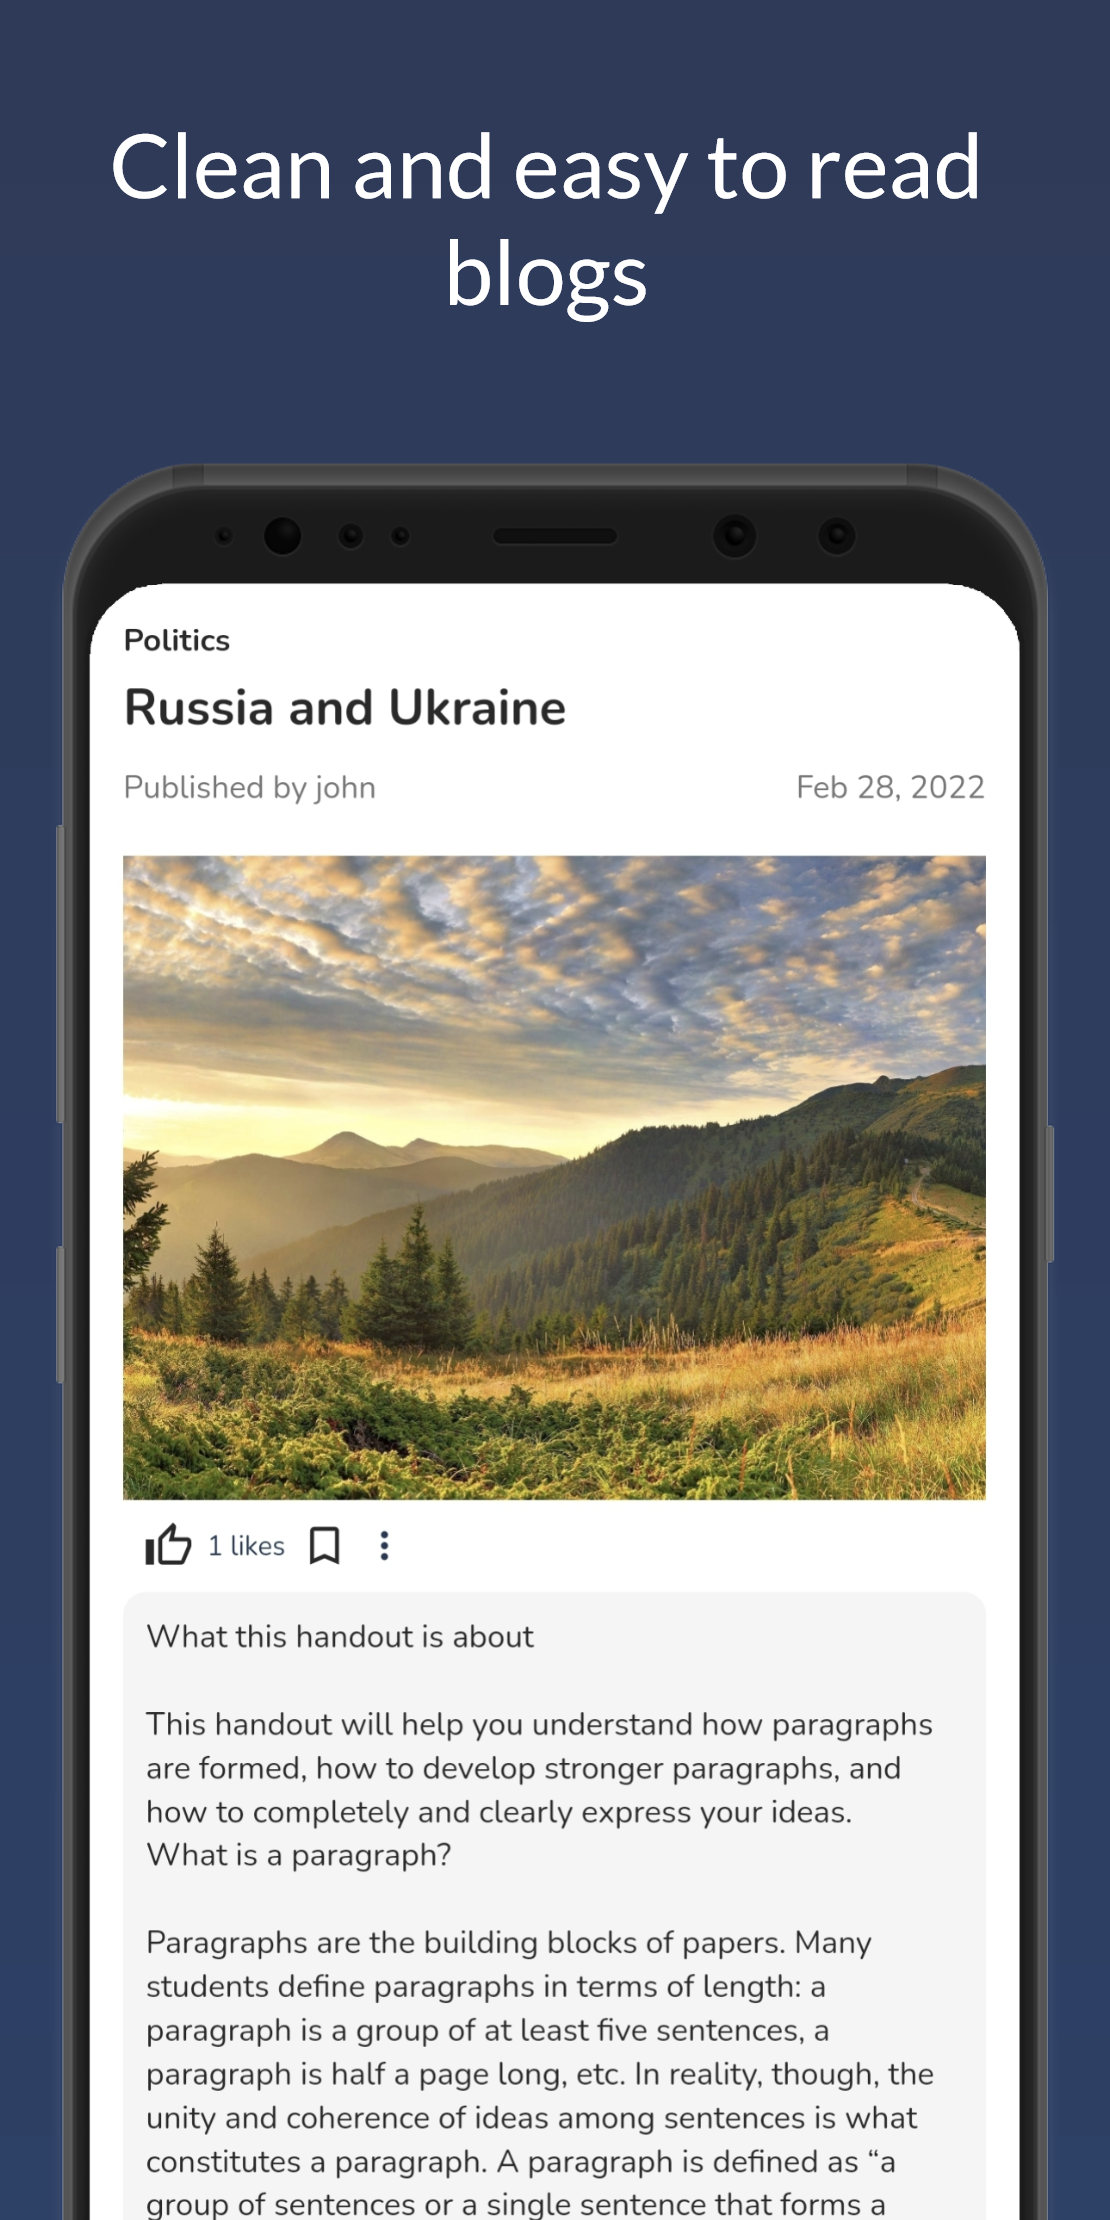 Clean and easy to read
blogs
Politics
Russia and Ukraine
Published by john
Feb 28, 2022
1 likes
What this handout is about
This handout will help you understand how paragraphs
are formed, how to develop stronger paragraphs, and
how to completely and clearly express your ideas.
What is a paragraph?
Paragraphs are the building blocks of papers. Many
students define paragraphs in terms of length: a
paragraph is a group of at least five sentences, a
paragraph is half a page long, etc. In reality, though, the
unity and coherence of ideas among sentences is what
constitutes a paragraph. A paragraph is defined as “a
group of sentences or a single sentence that forms a